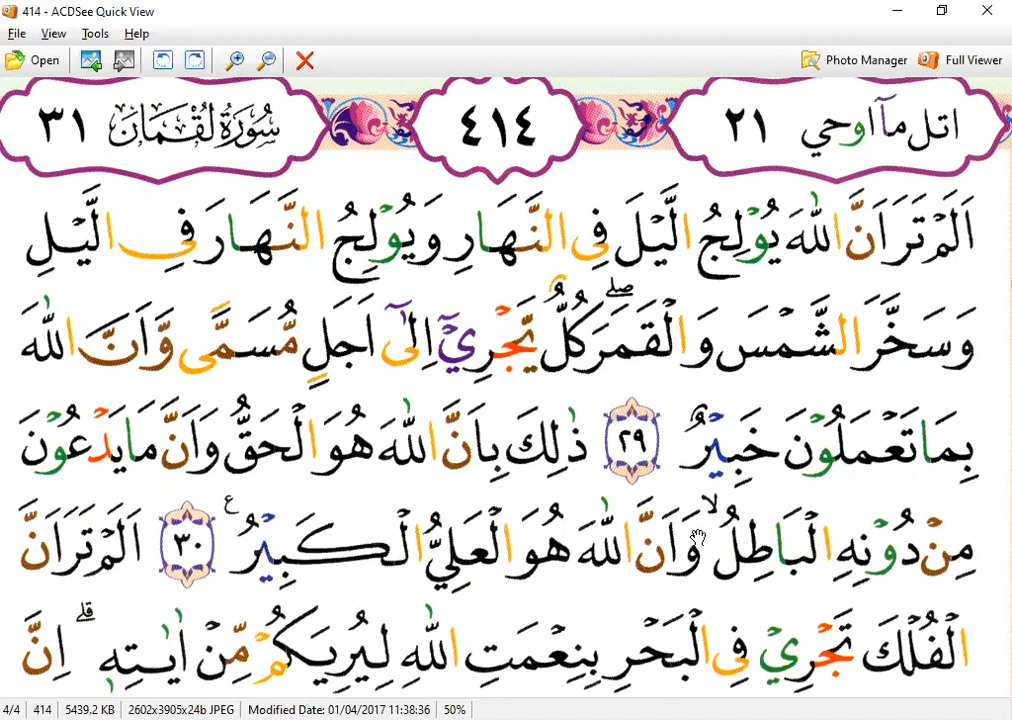 414 - ACDSee Quick View
File View Tools Help
Open Photo Manager Full Viewer
اتل مآ اوحي ٢١ ٤١٤ سُوۡرَةُ لُقۡمَان ٣١
اَلَمۡ تَرَ اَنَّ اللّٰهَ يُوۡلِجُ الَّيۡلَ فِى النَّهَارِ وَيُوۡلِجُ النَّهَارَ فِى الَّيۡلِ
وَسَخَّرَ الشَّمۡسَ وَالۡقَمَرَ ؗ كُلٌّ يَّجۡرِيۡۤ اِلٰٓى اَجَلٍ مُّسَمًّى وَّاَنَّ اللّٰهَ
بِمَا تَعۡمَلُوۡنَ خَبِيۡرٌ ٢٩ ذٰلِكَ بِاَنَّ اللّٰهَ هُوَ الۡحَقُّ وَاَنَّ مَا يَدۡعُوۡنَ
مِنۡ دُوۡنِهِ الۡبَاطِلُ ۙ وَاَنَّ اللّٰهَ هُوَ الۡعَلِيُّ الۡكَبِيۡرُ ع ٣٠ اَلَمۡ تَرَ اَنَّ
الۡفُلۡكَ تَجۡرِيۡ فِى الۡبَحۡرِ بِنِعۡمَتِ اللّٰهِ لِيُرِيَكُمۡ مِّنۡ اٰيٰتِهٖ ؕ اِنَّ
4/4 414 5439.2 KB 2602x3905x24b JPEG Modified Date: 01/04/2017 11:38:36 50%